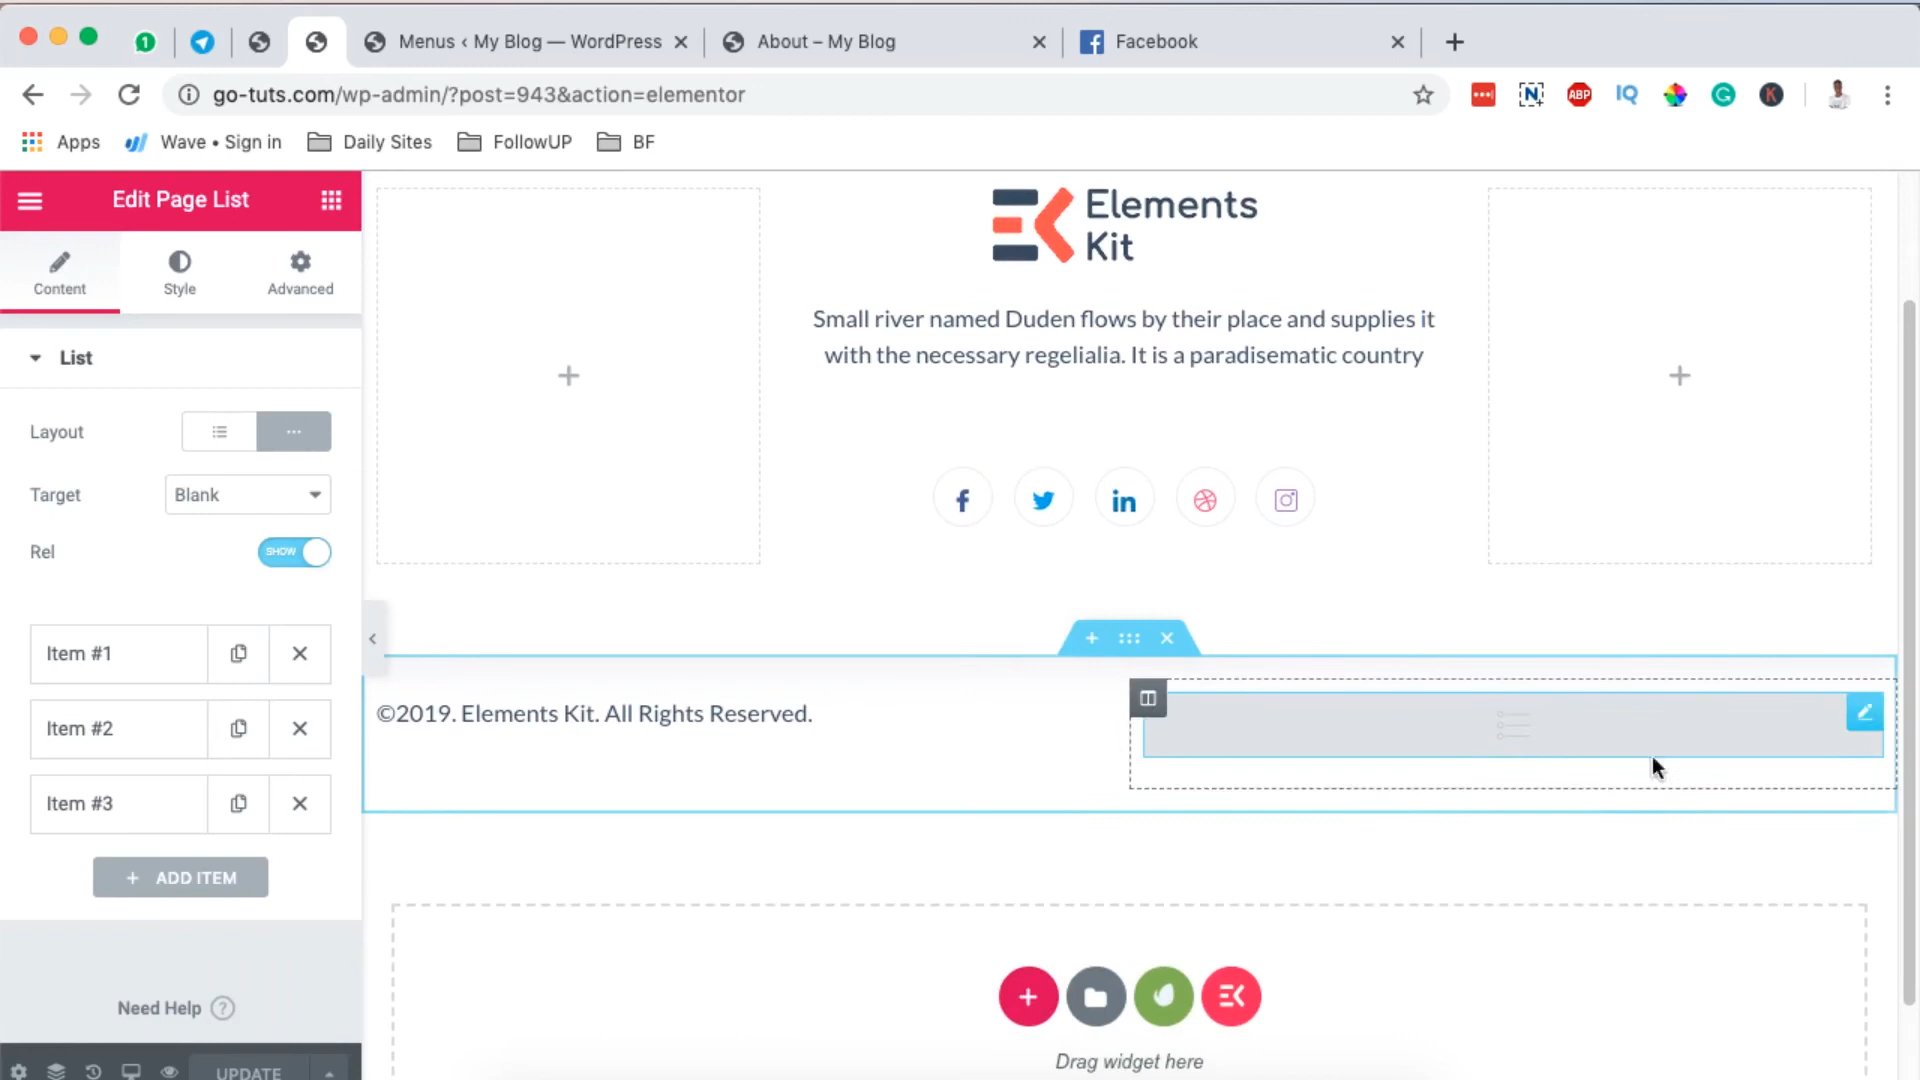 1
Menus ‹ My Blog — WordPress
About – My Blog
Facebook
go-tuts.com/wp-admin/?post=943&action=elementor
ABP
IQ
Apps
Wave • Sign in
Daily Sites
FollowUP
BF
Edit Page List
Content
Style
Advanced
List
Layout
Target
Blank
Rel
SHOW
Item #1
Item #2
Item #3
+ ADD ITEM
Need Help ?
UPDATE
Elements
Kit
Small river named Duden flows by their place and supplies it
with the necessary regelialia. It is a paradisematic country
©2019. Elements Kit. All Rights Reserved.
Drag widget here